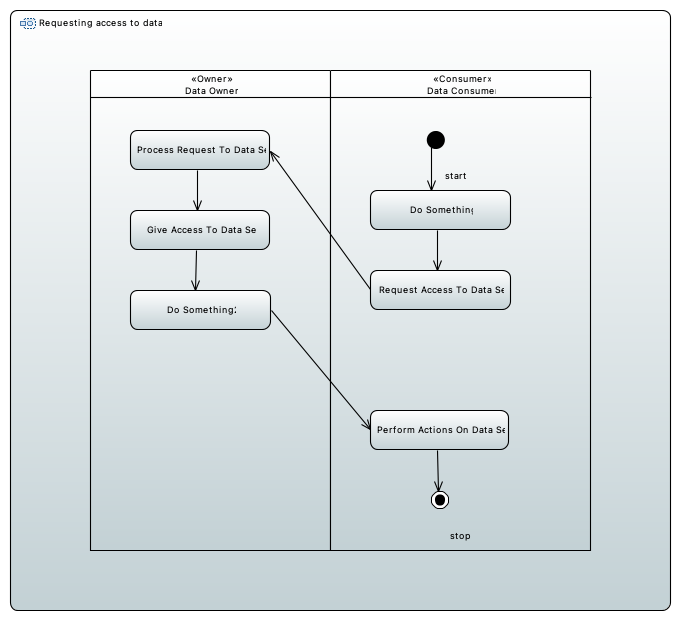 Requesting access to data
«Owner»
Data Owner
«Consumer»
Data Consumer
Process Request To Data Se
start
Do Something
Give Access To Data Se
Request Access To Data Se
Do Something2
Perform Actions On Data Se
stop